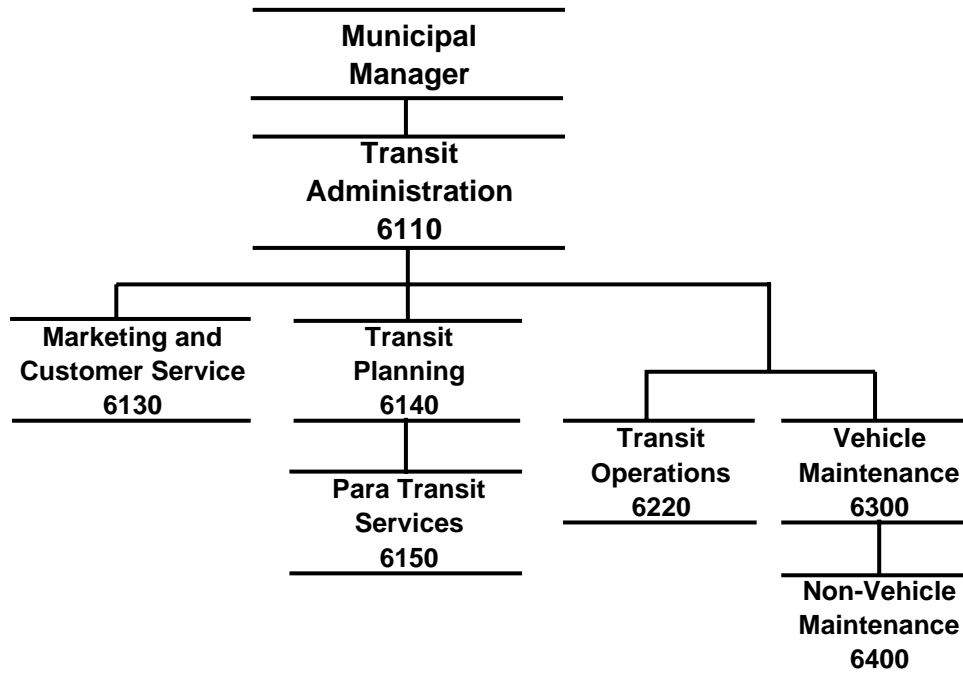 Municipal
Manager
Transit
Administration
6110
Marketing and
Customer Service
6130
Transit
Planning
6140
Para Transit
Services
6150
Transit
Operations
6220
Vehicle
Maintenance
6300
Non-Vehicle
Maintenance
6400